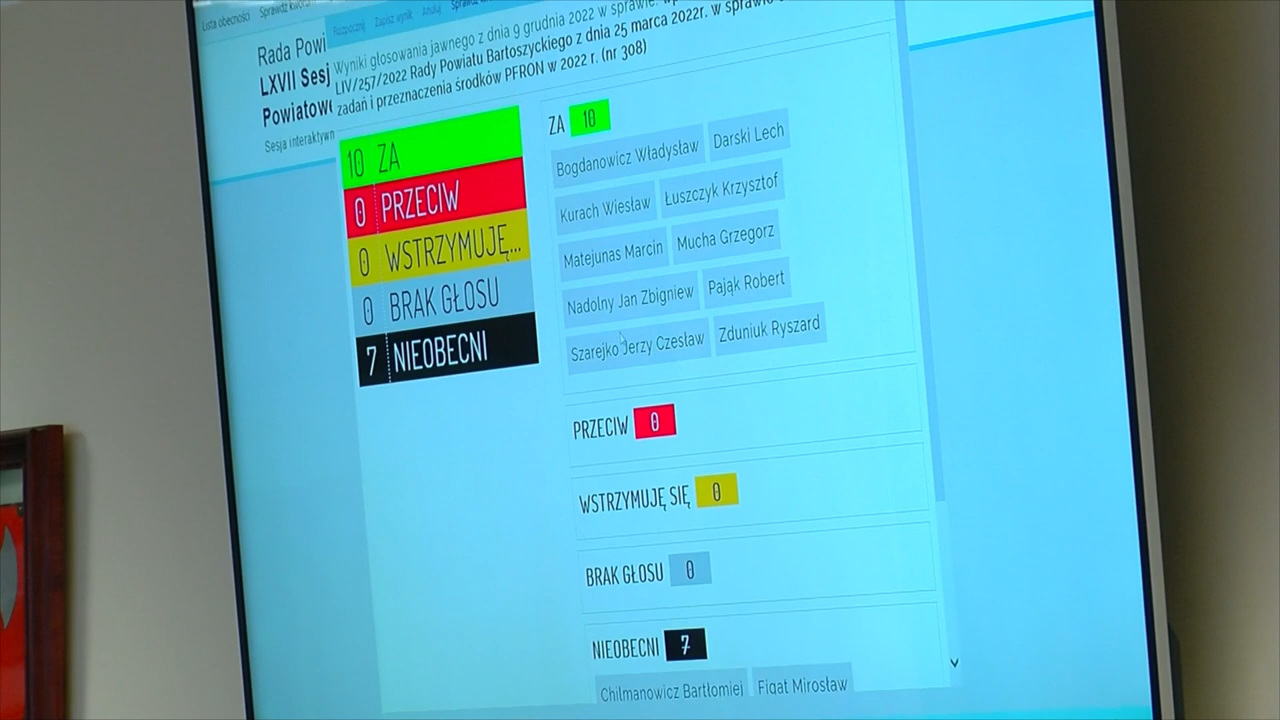 Lista obecności Sprawdź kworum
Rozpocznij Zapisz wynik Anuluj
Rada Powi
LXVII Sesj
Powiatowe
Sesja interaktywn
Wyniki głosowania jawnego z dnia 9 grudnia 2022 w sprawie:
LIV/257/2022 Rady Powiatu Bartoszyckiego z dnia 25 marca 2022r. w sprawie
zadań i przeznaczenia środków PFRON w 2022 r. (nr 308)
10 ZA
0 PRZECIW
0 WSTRZYMUJĘ...
0 BRAK GŁOSU
7 NIEOBECNI
ZA 10
Bogdanowicz Władysław Darski Lech
Kurach Wiesław Łuszczyk Krzysztof
Matejunas Marcin Mucha Grzegorz
Nadolny Jan Zbigniew Pająk Robert
Szarejko Jerzy Czesław Zduniuk Ryszard
PRZECIW 0
WSTRZYMUJĘ SIĘ 0
BRAK GŁOSU 0
NIEOBECNI 7
Chilmanowicz Bartłomiej Figat Mirosław